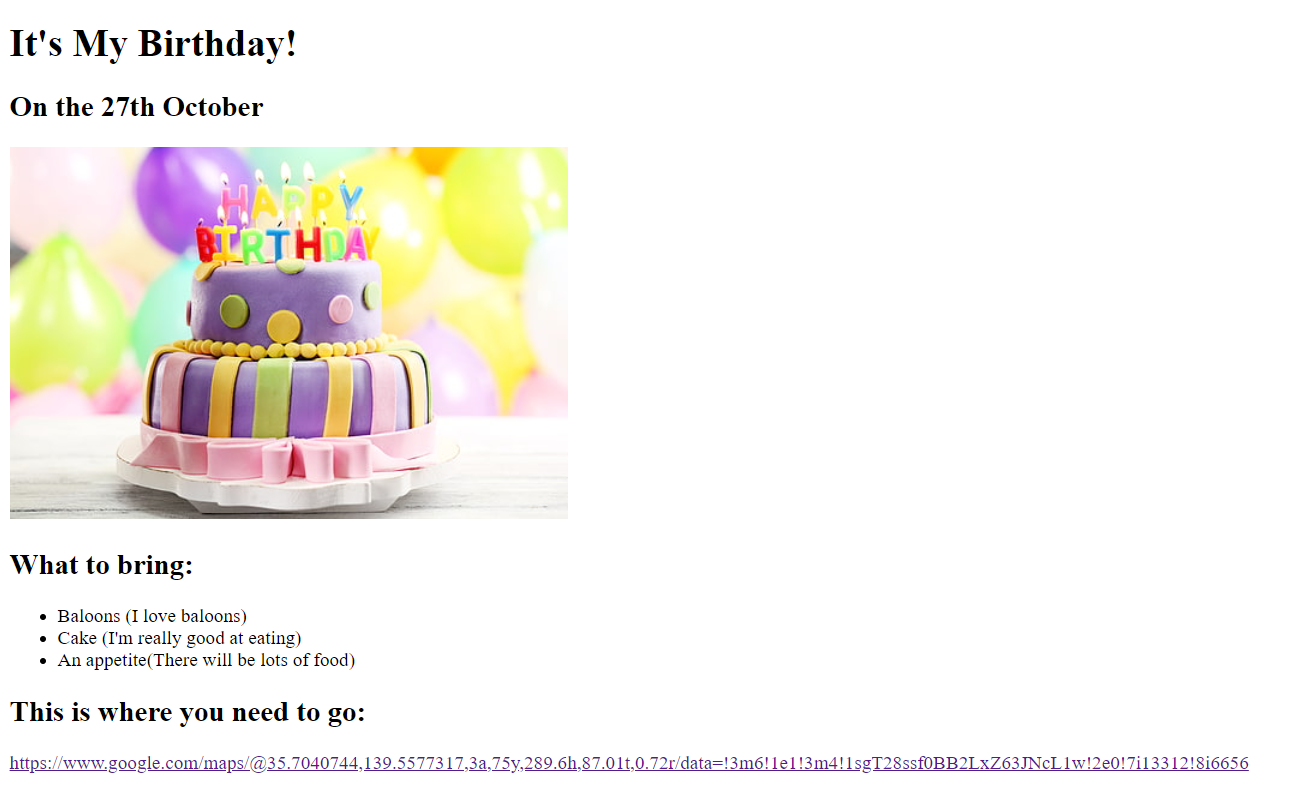 It's My Birthday!
On the 27th October
HAPPY
BIRTHDAY
What to bring:
Baloons (I love baloons)
Cake (I'm really good at eating)
An appetite(There will be lots of food)
This is where you need to go:
https://www.google.com/maps/@35.7040744,139.5577317,3a,75y,289.6h,87.01t,0.72r/data=!3m6!1e1!3m4!1sgT28ssf0BB2LxZ63JNcL1w!2e0!7i13312!8i6656